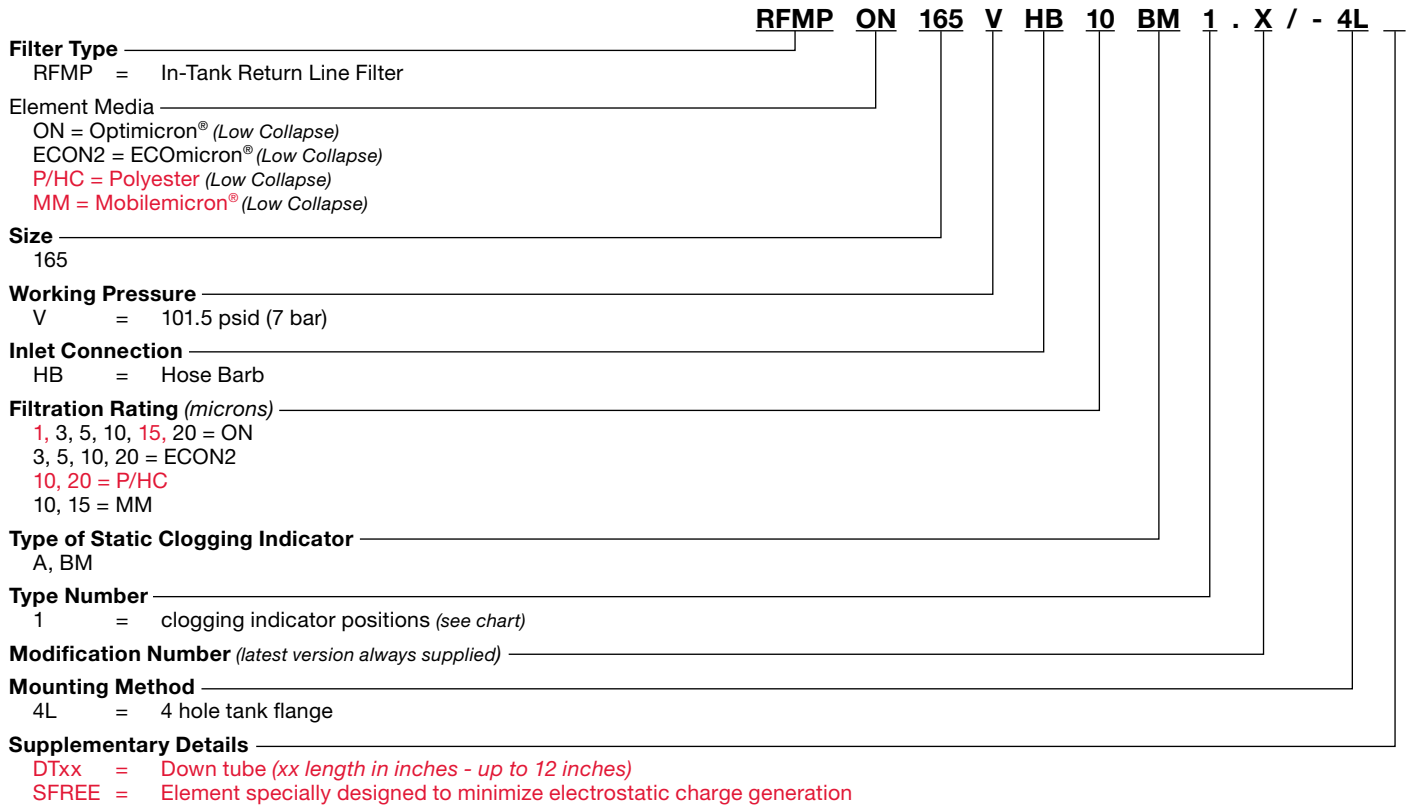 RFMP ON 165 V HB 10 BM 1 . X / - 4L
Filter Type
RFMP = In-Tank Return Line Filter
Element Media
ON = Optimicron® (Low Collapse)
ECON2 = ECOmicron® (Low Collapse)
P/HC = Polyester (Low Collapse)
MM = Mobilemicron® (Low Collapse)
Size
165
Working Pressure
V = 101.5 psid (7 bar)
Inlet Connection
HB = Hose Barb
Filtration Rating (microns)
1, 3, 5, 10, 15, 20 = ON
3, 5, 10, 20 = ECON2
10, 20 = P/HC
10, 15 = MM
Type of Static Clogging Indicator
A, BM
Type Number
1 = clogging indicator positions (see chart)
Modification Number (latest version always supplied)
Mounting Method
4L = 4 hole tank flange
Supplementary Details
DTxx = Down tube (xx length in inches - up to 12 inches)
SFREE = Element specially designed to minimize electrostatic charge generation